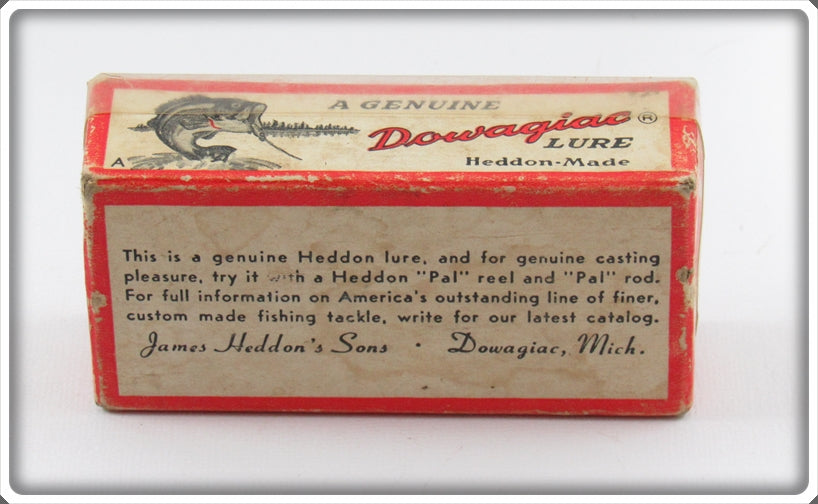 A GENUINE
Dowagiac ®
LURE
Heddon-Made
A
This is a genuine Heddon lure, and for genuine casting
pleasure, try it with a Heddon "Pal" reel and "Pal" rod.
For full information on America's outstanding line of finer,
custom made fishing tackle, write for our latest catalog.
James Heddon's Sons · Dowagiac, Mich.